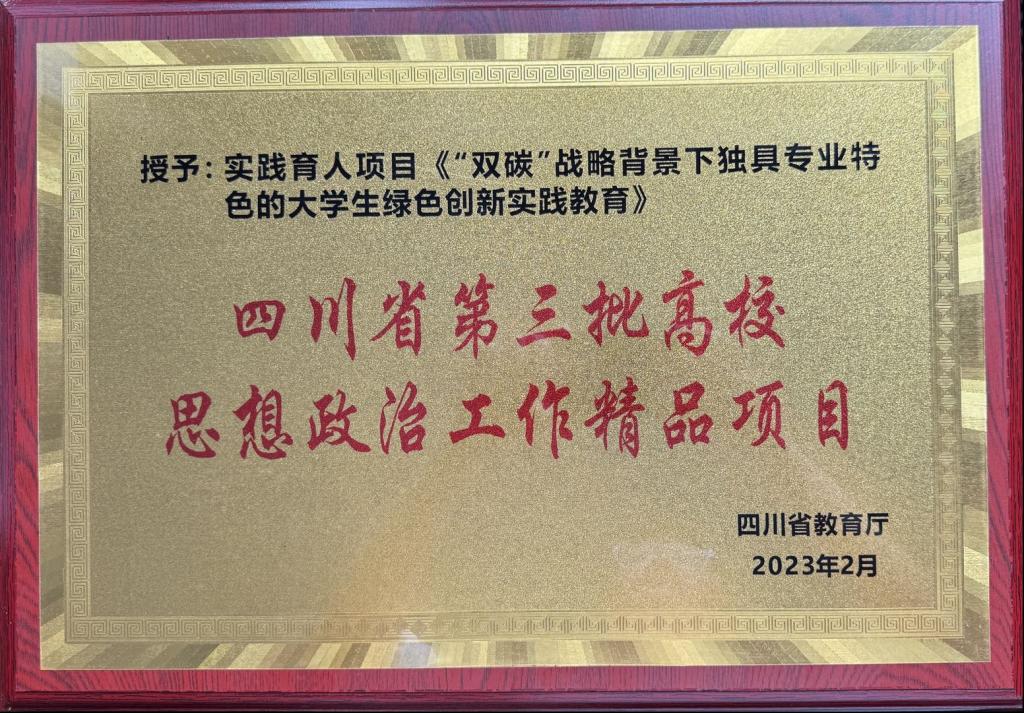 授予：实践育人项目《“双碳”战略背景下独具专业特
色的大学生绿色创新实践教育》
四川省第三批高校
思想政治工作精品项目
四川省教育厅
2023年2月